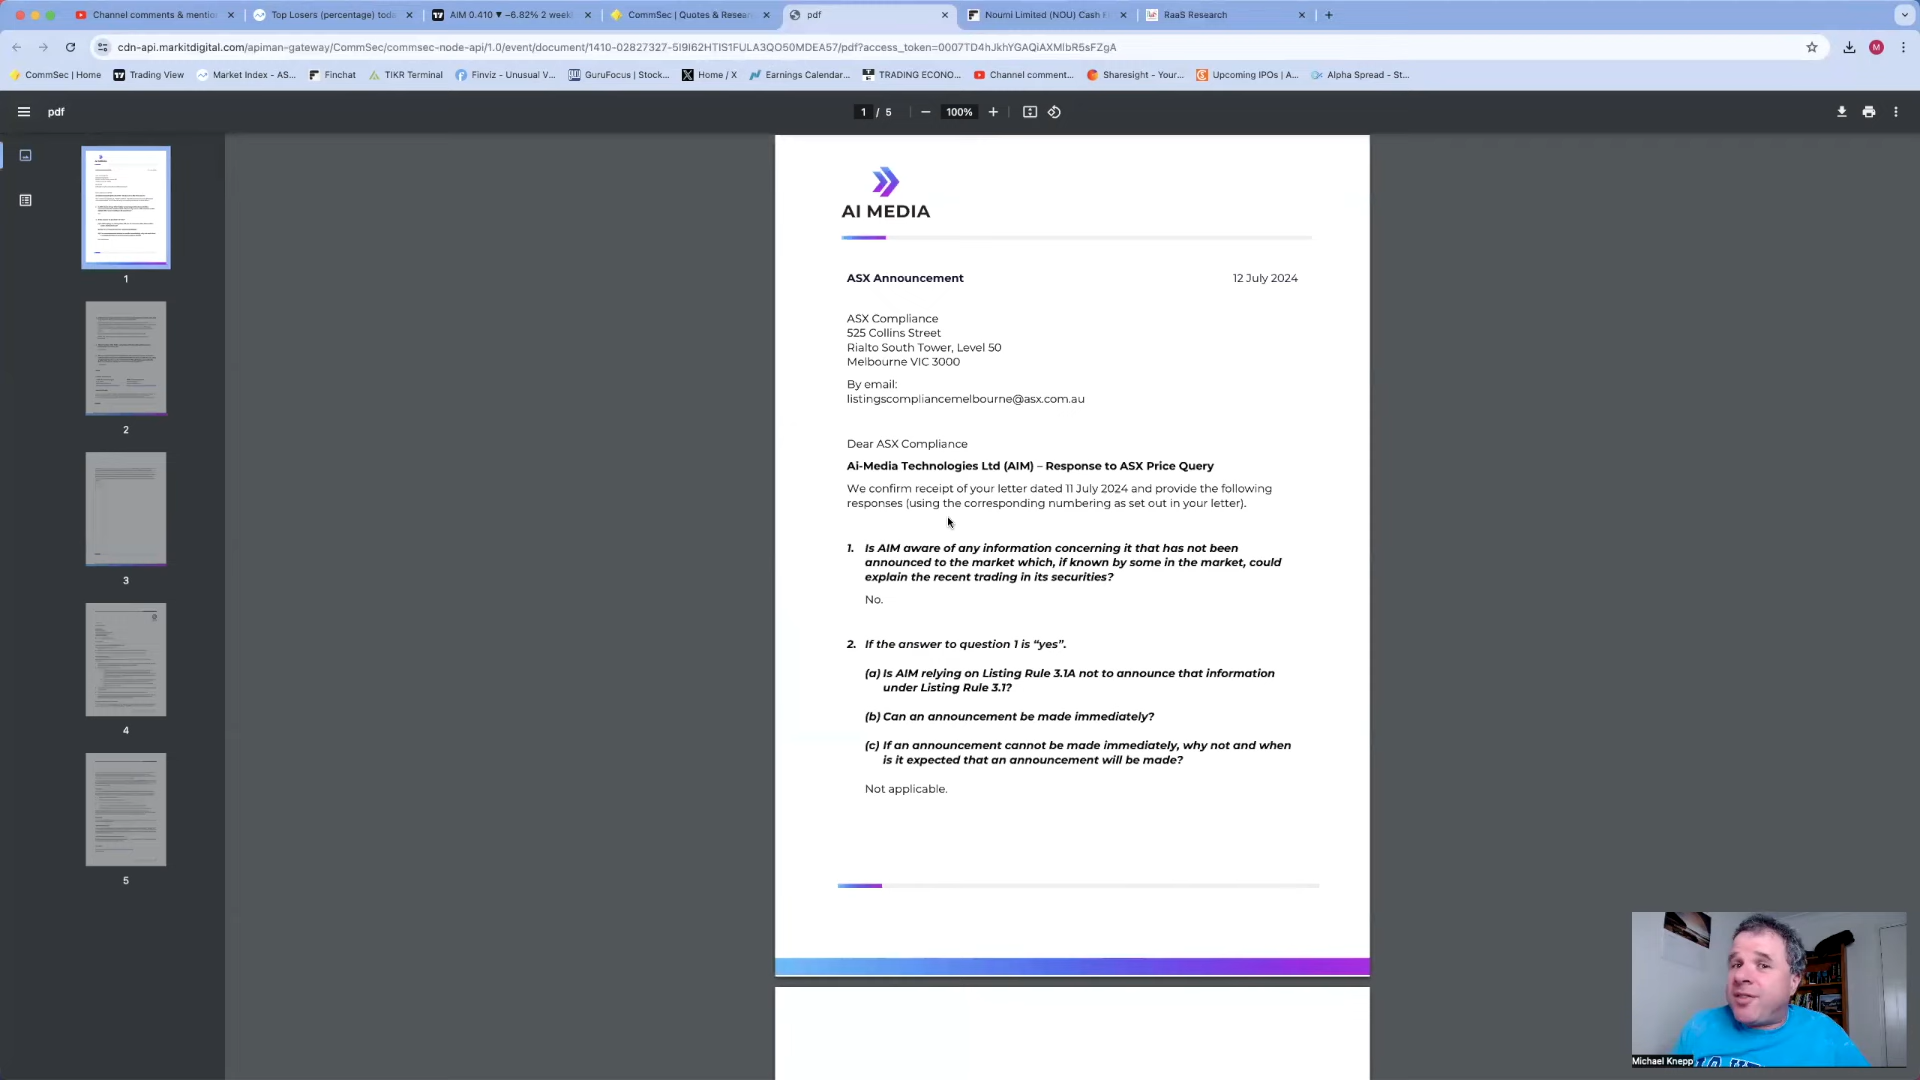 Channel comments & mentio
Top Losers (percentage) toda
AIM 0.410 ▼ −6.82% 2 week
CommSec | Quotes & Resea
pdf
Noumi Limited (NOU) Cash F
RaaS Research
cdn-api.markitdigital.com/apiman-gateway/CommSec/commsec-node-api/1.0/event/document/1410-02827327-5I9I62HTIS1FULA3QO50MDEA57/pdf?access_token=0007TD4hJkhYGAQiAXMlbR5sFZgA
M
CommSec | Home
Trading View
Market Index - AS...
Finchat
TIKR Terminal
Finviz - Unusual V...
GuruFocus | Stock...
Home / X
Earnings Calendar...
TRADING ECONO...
Channel comment...
Sharesight - Your...
Upcoming IPOs | A...
Alpha Spread - St...
pdf
1 / 5
100%
1
2
3
4
5
AI MEDIA
ASX Announcement
12 July 2024
ASX Compliance
525 Collins Street
Rialto South Tower, Level 50
Melbourne VIC 3000
By email:
listingscompliancemelbourne@asx.com.au
Dear ASX Compliance
Ai-Media Technologies Ltd (AIM) – Response to ASX Price Query
We confirm receipt of your letter dated 11 July 2024 and provide the following
responses (using the corresponding numbering as set out in your letter).
1. Is AIM aware of any information concerning it that has not been
announced to the market which, if known by some in the market, could
explain the recent trading in its securities?
No.
2. If the answer to question 1 is “yes”.
(a) Is AIM relying on Listing Rule 3.1A not to announce that information
under Listing Rule 3.1?
(b) Can an announcement be made immediately?
(c) If an announcement cannot be made immediately, why not and when
is it expected that an announcement will be made?
Not applicable.
Michael Knepp